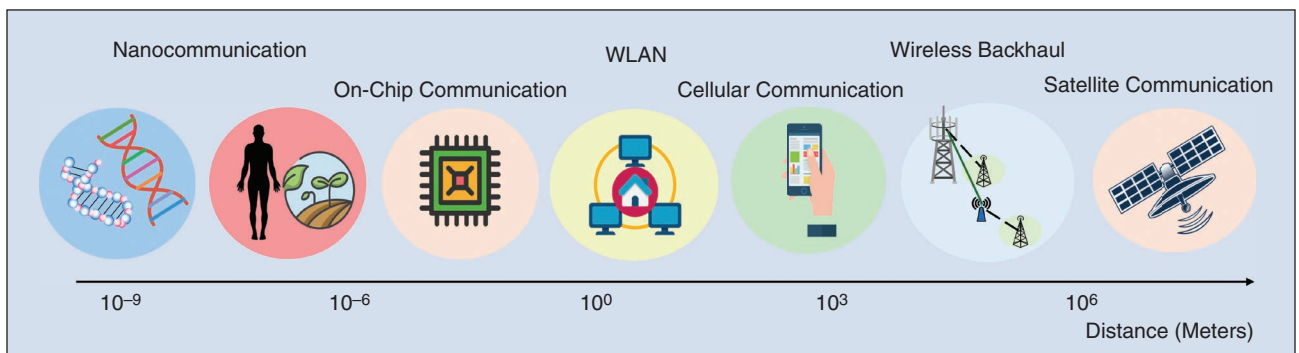 Nanocommunication
WLAN
Wireless Backhaul
On-Chip Communication
Cellular Communication
Satellite Communication
10⁻⁹
10⁻⁶
10⁰
10³
10⁶
Distance (Meters)